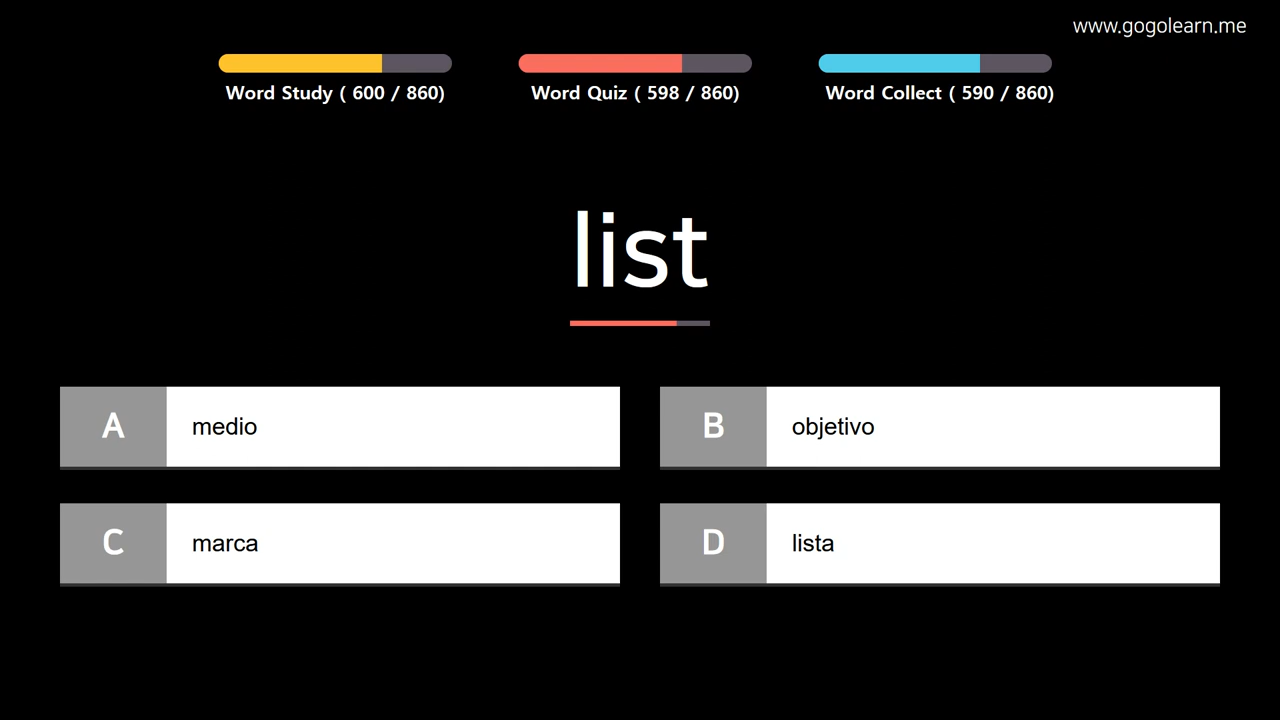 www.gogolearn.me
Word Study ( 600 / 860)
Word Quiz ( 598 / 860)
Word Collect ( 590 / 860)
list
A medio
B objetivo
C marca
D lista